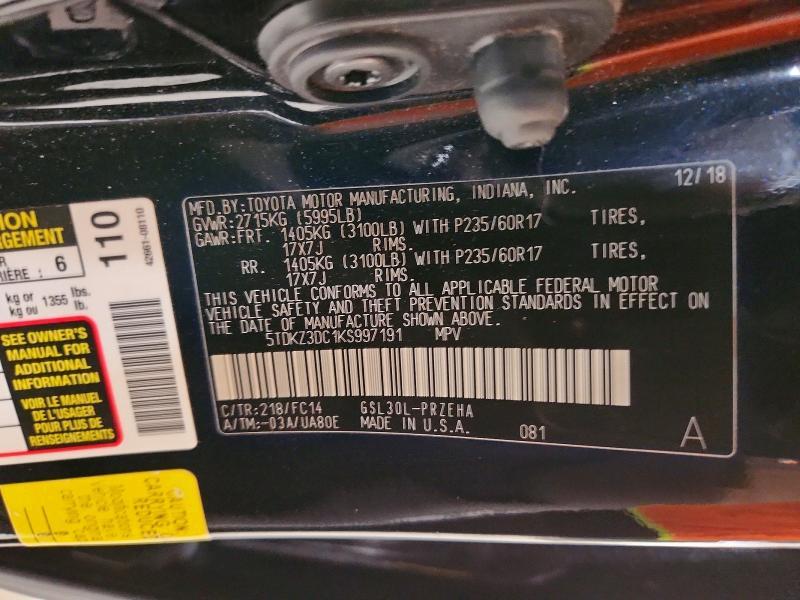 MFD.BY:TOYOTA MOTOR MANUFACTURING, INDIANA, INC. 12/18
GVWR:2715KG (5995LB)
GAWR:FRT. 1405KG (3100LB) WITH P235/60R17 TIRES,
17X7J RIMS.
RR. 1405KG (3100LB) WITH P235/60R17 TIRES,
17X7J RIMS.
THIS VEHICLE CONFORMS TO ALL APPLICABLE FEDERAL MOTOR
VEHICLE SAFETY AND THEFT PREVENTION STANDARDS IN EFFECT ON
THE DATE OF MANUFACTURE SHOWN ABOVE.
5TDKZ3DC1KS997191 MPV
C/TR:218/FC14 GSL30L-PRZEHA
A/TM:-03A/UA80E MADE IN U.S.A. 081 A
: 6
kg or
kg ou 1355 lbs.
lb.
110
42661-08110
SEE OWNER'S
MANUAL FOR
ADDITIONAL
INFORMATION
VOIR LE MANUEL
DE L'USAGER
POUR PLUS DE
RENSEIGNEMENTS